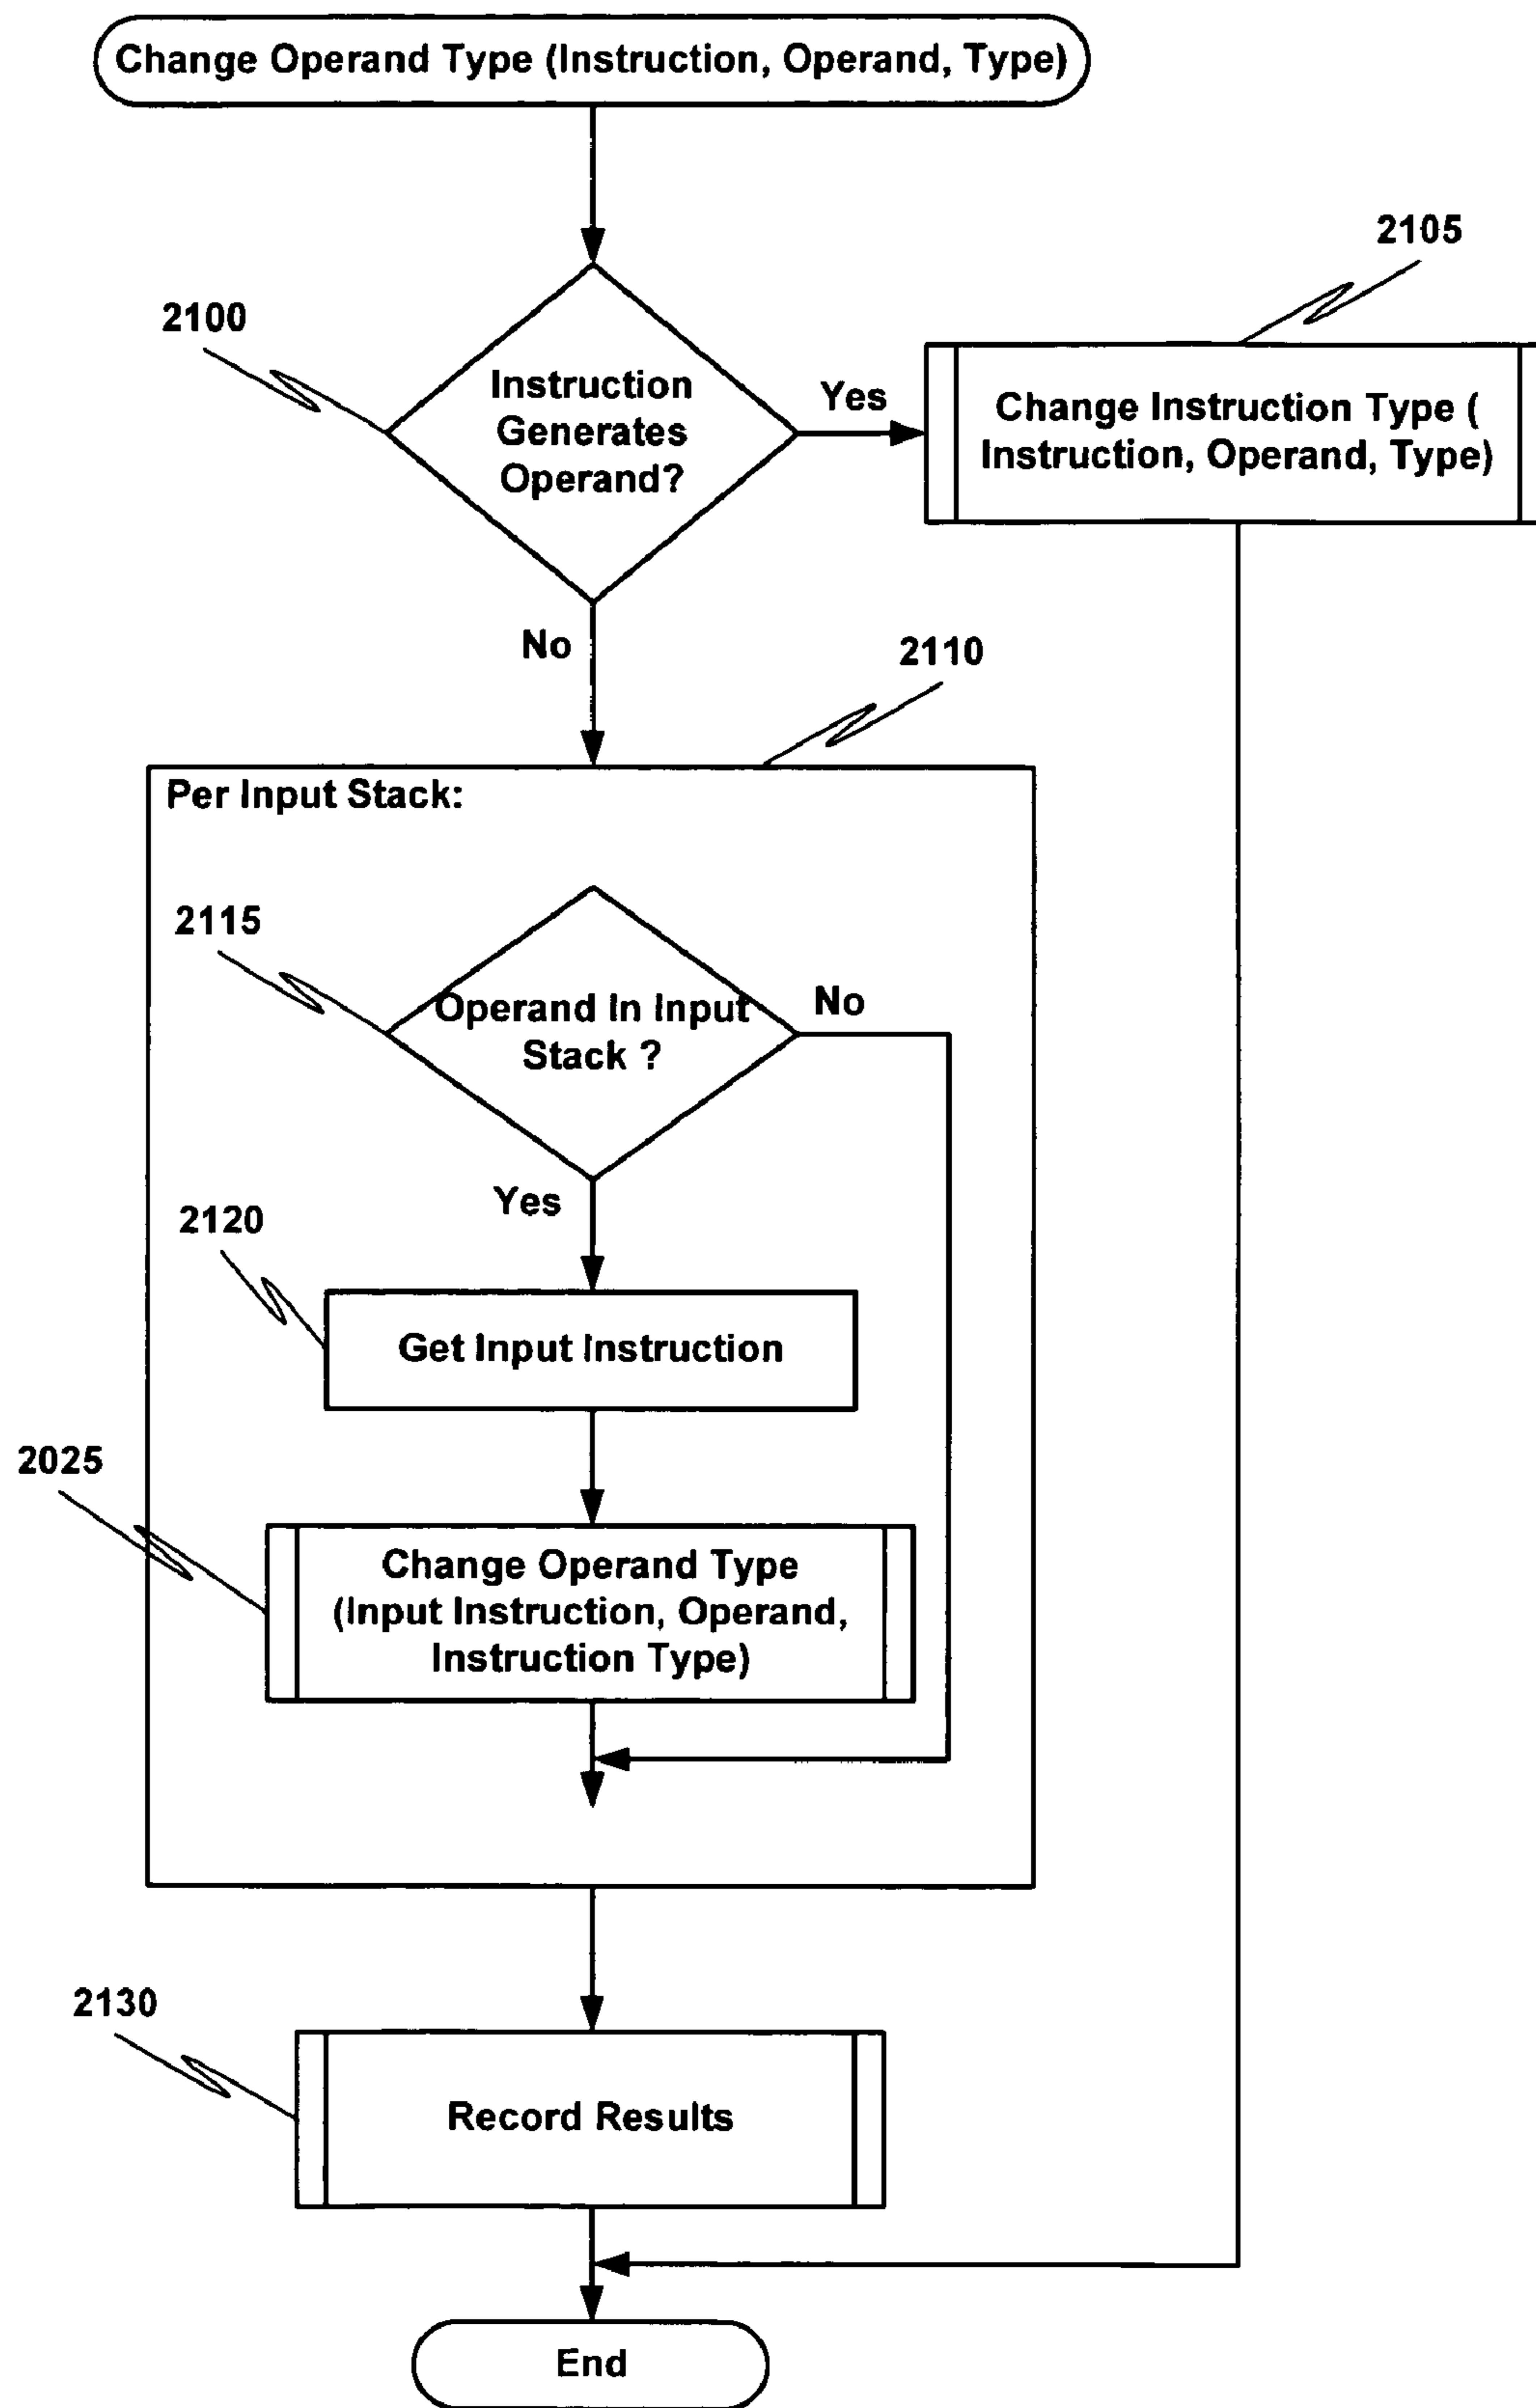 Change Operand Type (Instruction, Operand, Type)
2105
2100
Instruction
Generates
Operand?
Yes
Change Instruction Type (
Instruction, Operand, Type)
No
2110
Per Input Stack:
2115
Operand In Input
Stack ?
No
Yes
2120
Get Input Instruction
2025
Change Operand Type
(Input Instruction, Operand,
Instruction Type)
2130
Record Results
End